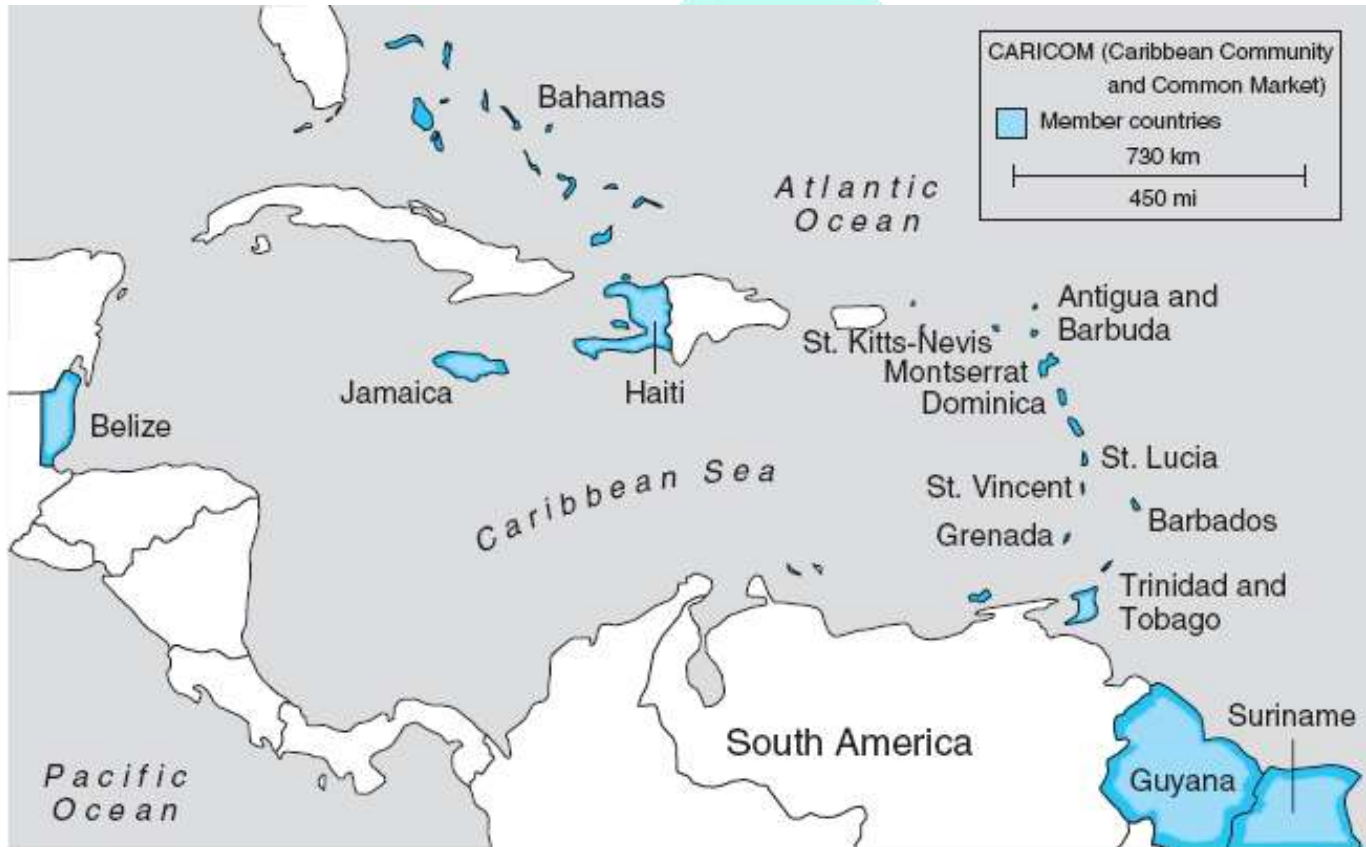 CARICOM (Caribbean Community
and Common Market)
Member countries
730 km
450 mi
Bahamas
Atlantic
Ocean
Antigua and
Barbuda
St. Kitts-Nevis
Montserrat
Dominica
Jamaica
Haiti
Belize
St. Lucia
Caribbean Sea
St. Vincent
Barbados
Grenada
Trinidad and
Tobago
Suriname
South America
Guyana
Pacific
Ocean